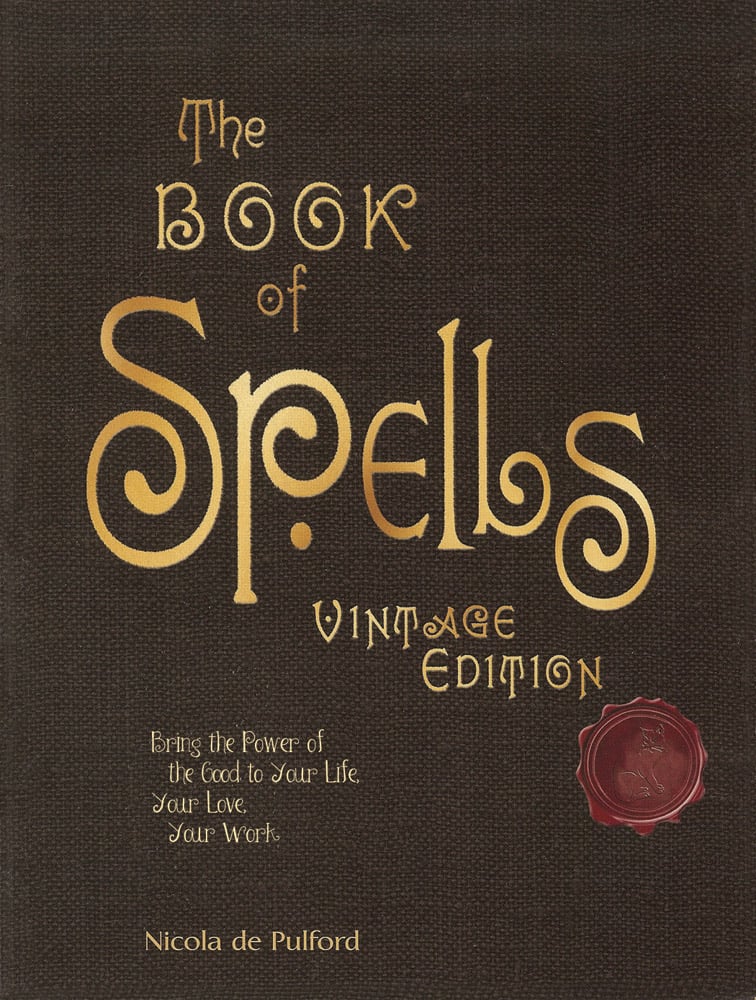 The
BOOK
of
Spells
VINTAGE
EDITION
Bring the Power of
the Good to Your Life,
Your Love,
Your Work
Nicola de Pulford